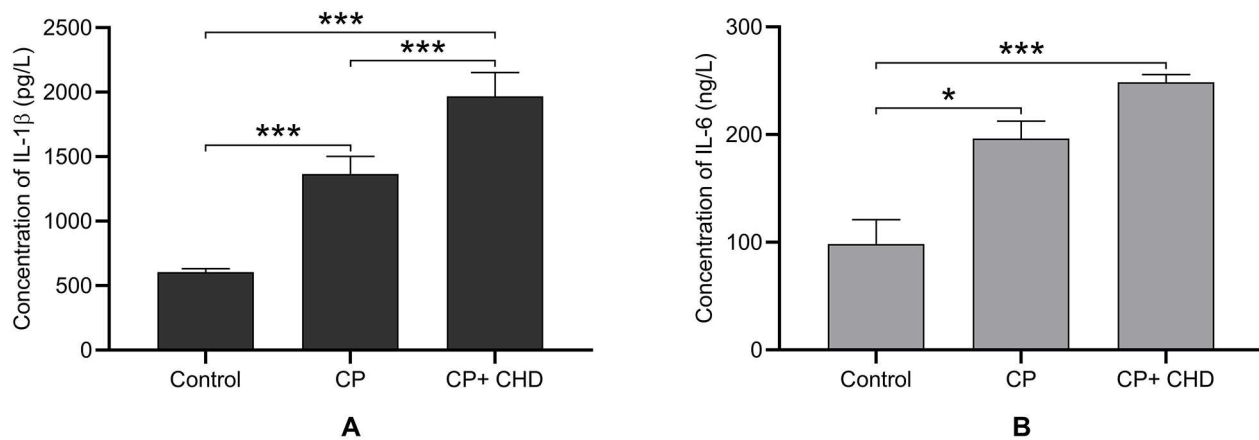 Concentration of IL-1β (pg/L)
2500
2000
1500
1000
500
0
***
***
***
Control
CP
CP+ CHD
A
Concentration of IL-6 (ng/L)
300
200
100
0
***
*
Control
CP
CP+ CHD
B